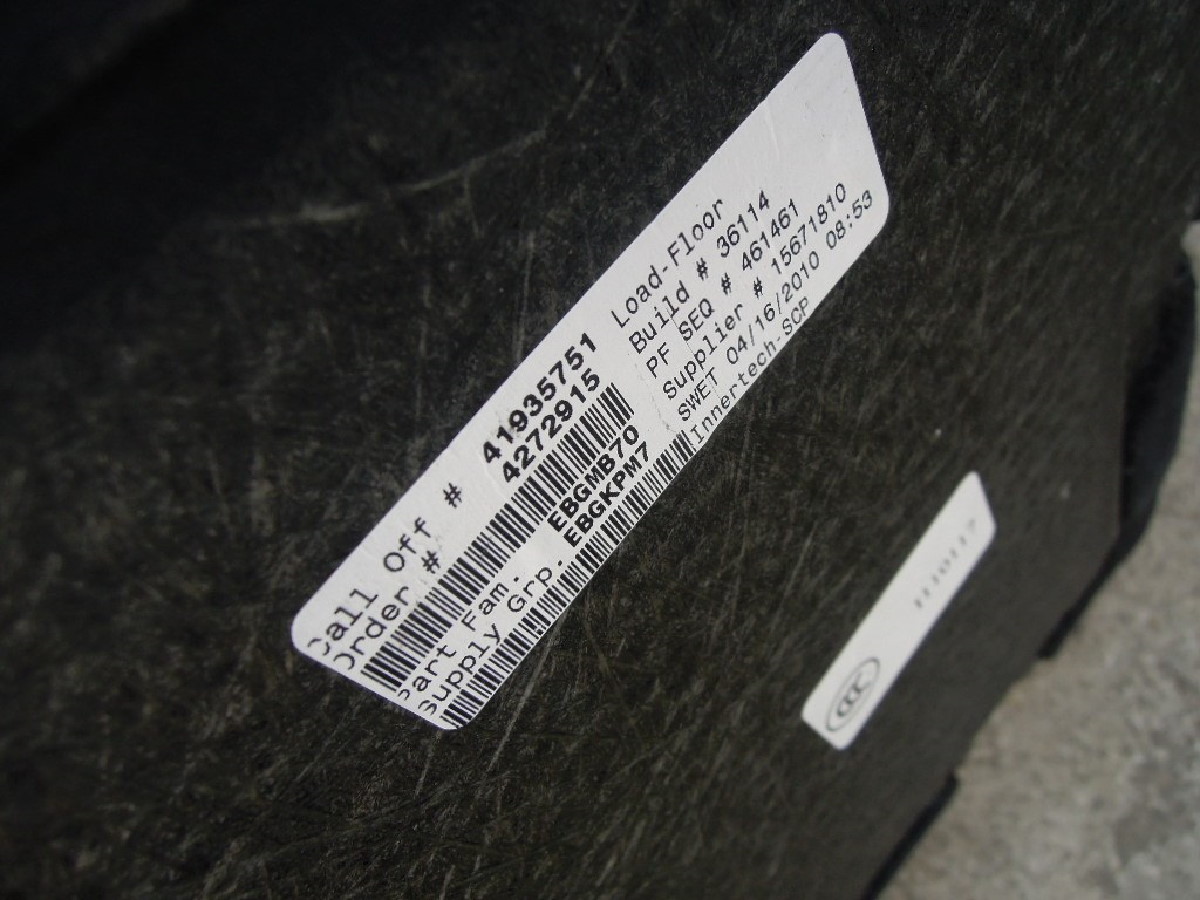 Call Off # 41935751
Order # 4272915
Part Fam. EBGMB70
Supply Grp. EBGKPM7
Load-Floor
Build # 36114
PF SEQ # 461461
Supplier # 15671810
SWET 04/16/2010 08:53
Innertech-SCP
CCC